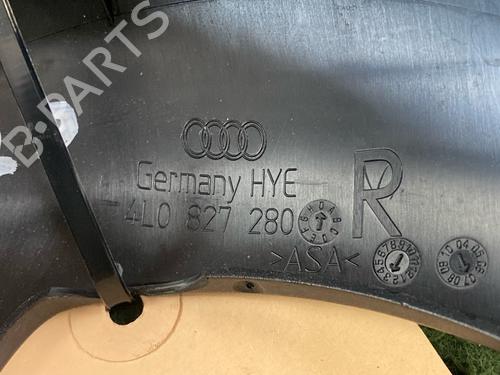 B-PARTS
Germany HYE
4L0 827 280
R
>ASA<